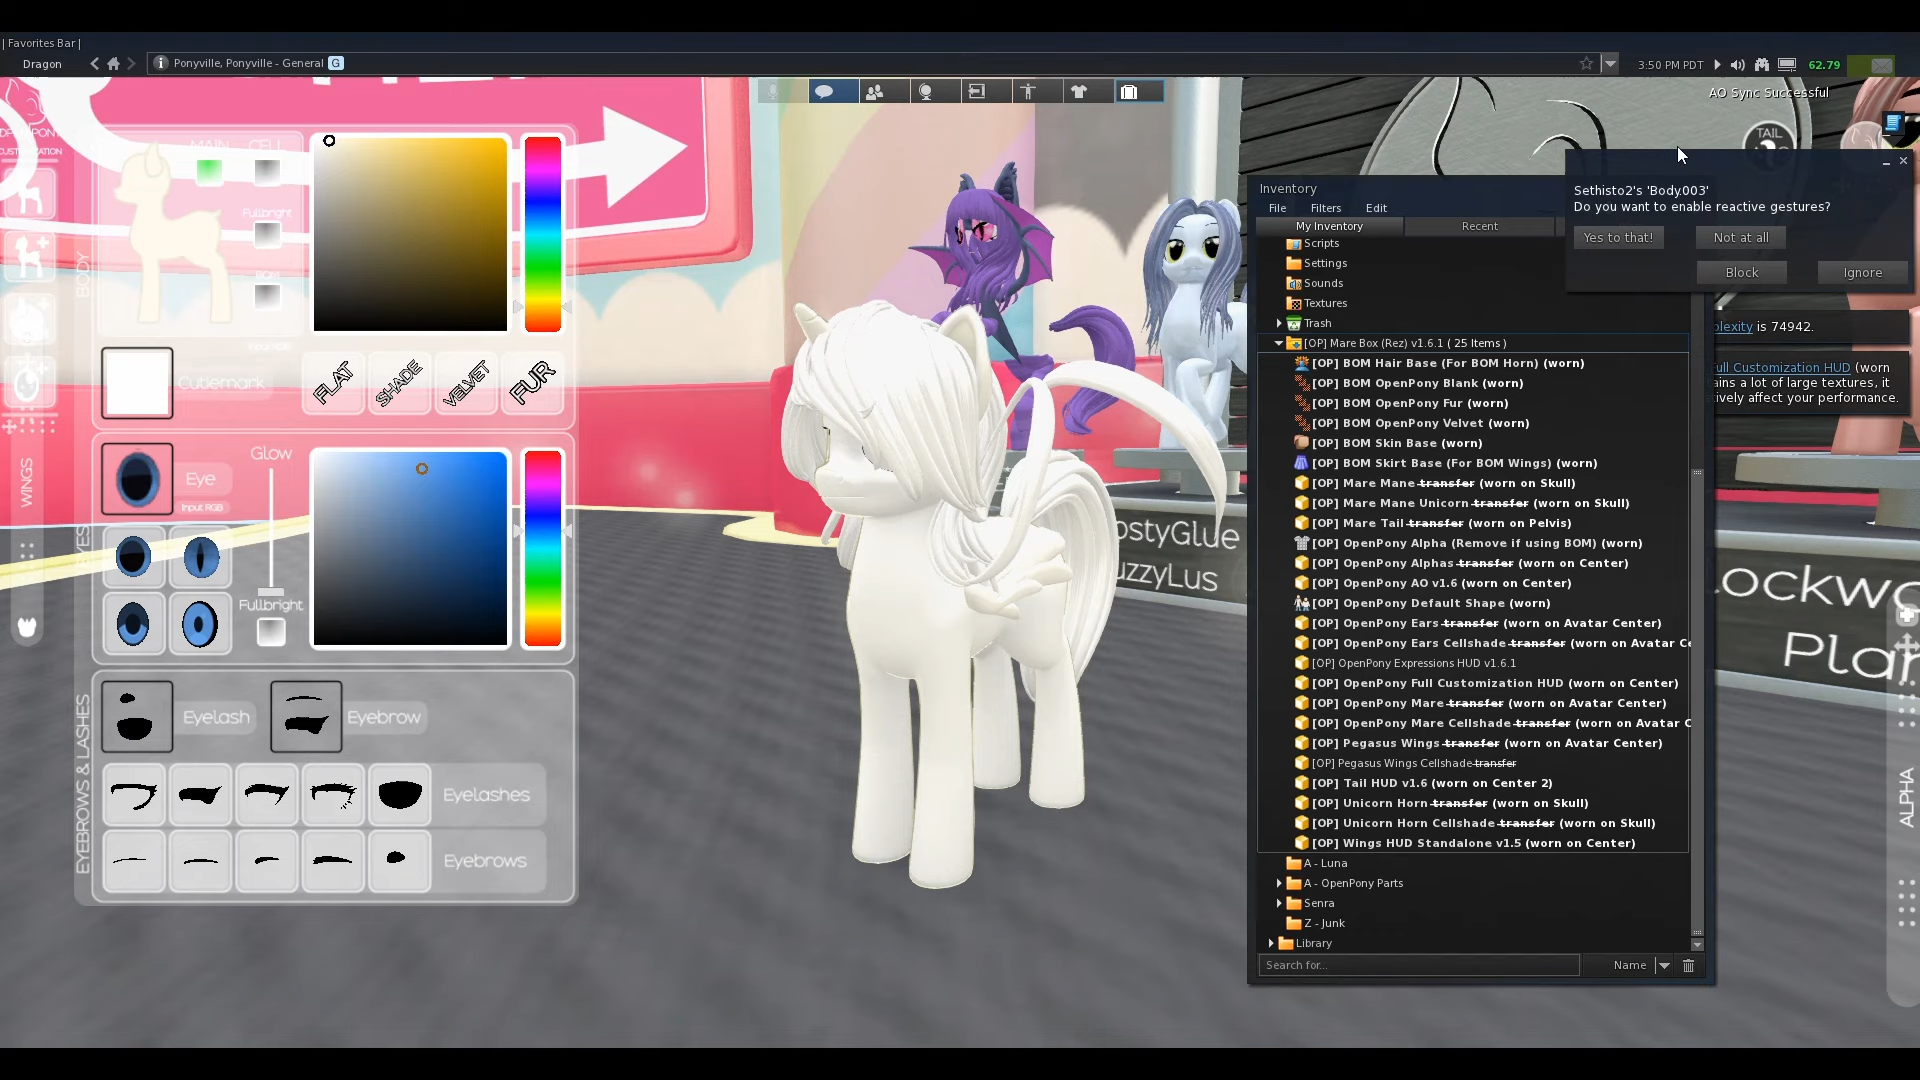 | Favorites Bar |
Dragon
Ponyville, Ponyville - General G
3:50 PM PDT
62.79
AO Sync Successful
TAIL
MAIN
CELL
Fullbright
BOM
BODY
Cutiemark
FLAT
SHADE
VELVET
FUR
WINGS
EYES
Eye
Input RGB
Glow
Fullbright
EYEBROWS & LASHES
Eyelash
Eyebrow
Eyelashes
Eyebrows
Inventory
File Filters Edit
My Inventory Recent
Scripts
Settings
Sounds
Textures
Trash
[OP] Mare Box (Rez) v1.6.1 ( 25 Items )
[OP] BOM Hair Base (For BOM Horn) (worn)
[OP] BOM OpenPony Blank (worn)
[OP] BOM OpenPony Fur (worn)
[OP] BOM OpenPony Velvet (worn)
[OP] BOM Skin Base (worn)
[OP] BOM Skirt Base (For BOM Wings) (worn)
[OP] Mare Mane transfer (worn on Skull)
[OP] Mare Mane Unicorn transfer (worn on Skull)
[OP] Mare Tail transfer (worn on Pelvis)
[OP] OpenPony Alpha (Remove if using BOM) (worn)
[OP] OpenPony Alphas transfer (worn on Center)
[OP] OpenPony AO v1.6 (worn on Center)
[OP] OpenPony Default Shape (worn)
[OP] OpenPony Ears transfer (worn on Avatar Center)
[OP] OpenPony Ears Cellshade transfer (worn on Avatar Ce
[OP] OpenPony Expressions HUD v1.6.1
[OP] OpenPony Full Customization HUD (worn on Center)
[OP] OpenPony Mare transfer (worn on Avatar Center)
[OP] OpenPony Mare Cellshade transfer (worn on Avatar C
[OP] Pegasus Wings transfer (worn on Avatar Center)
[OP] Pegasus Wings Cellshade transfer
[OP] Tail HUD v1.6 (worn on Center 2)
[OP] Unicorn Horn transfer (worn on Skull)
[OP] Unicorn Horn Cellshade transfer (worn on Skull)
[OP] Wings HUD Standalone v1.5 (worn on Center)
A - Luna
A - OpenPony Parts
Senra
Z - Junk
Library
Search for...
Name
Sethisto2's 'Body.003'
Do you want to enable reactive gestures?
Yes to that! Not at all
Block Ignore
plexity is 74942.
Full Customization HUD (worn
ains a lot of large textures, it
tively affect your performance.
ostyGlue
uzzyLus
ockwo
Plan
ALPHA